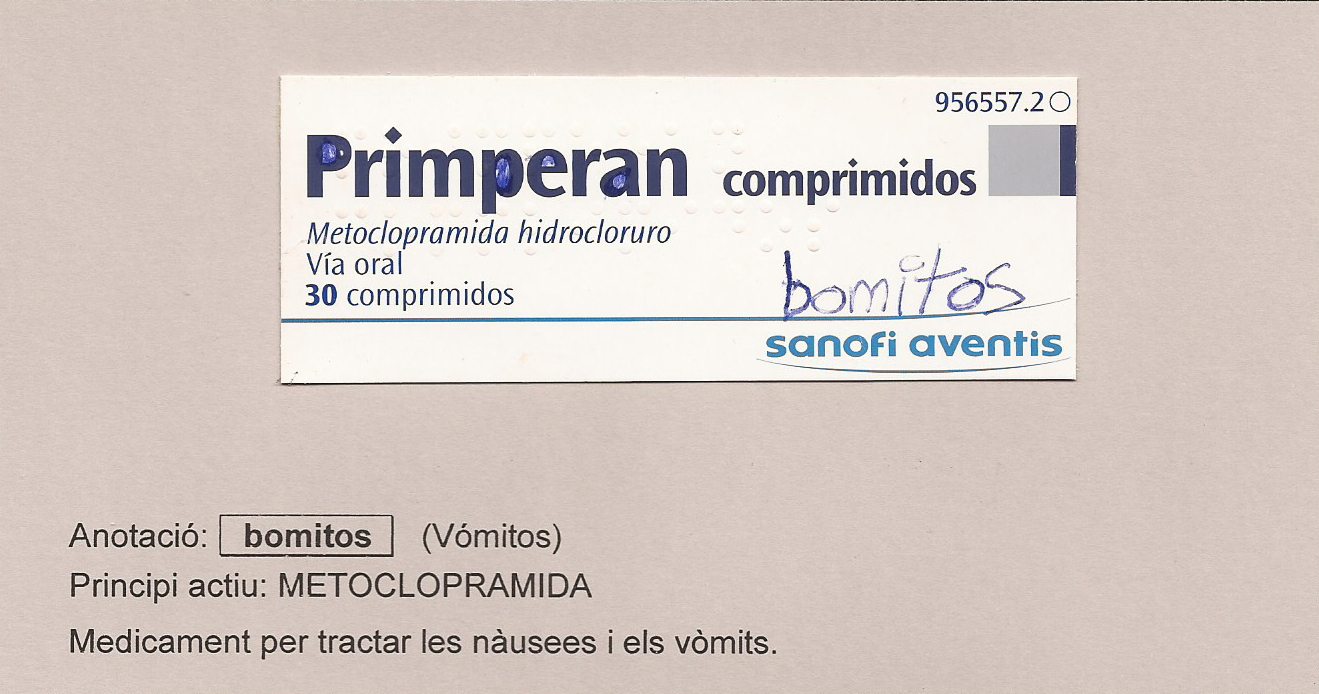 956557.2
Primperan comprimidos
Metoclopramida hidrocloruro
Vía oral
30 comprimidos
bomitos
sanofi aventis
Anotació: bomitos (Vómitos)
Principi actiu: METOCLOPRAMIDA
Medicament per tractar les nàusees i els vòmits.